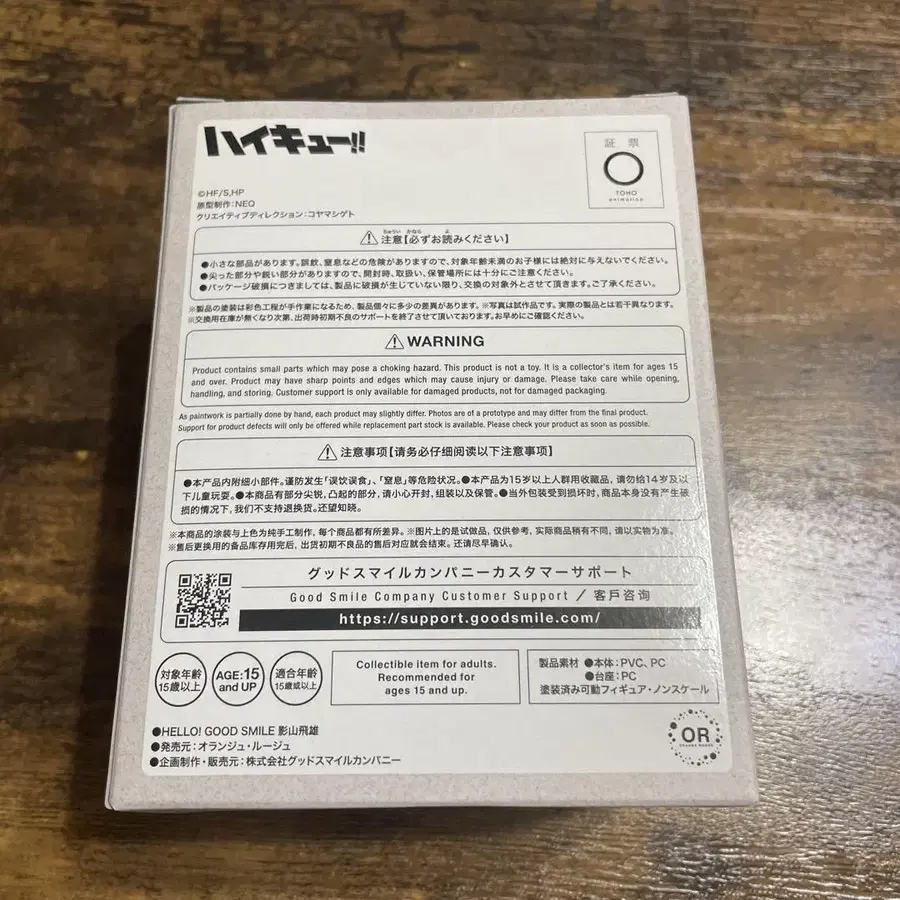 ハイキュー!!
証 票
TOHO
animation
©HF/S,HP
原型制作：NEQ
クリエイティブディレクション：コヤマシゲト
⚠注意【必ずお読みください】
ちゅうい かなら よ
●小さな部品があります。誤飲、窒息などの危険がありますので、対象年齢未満のお子様には絶対に与えないでください。
●尖った部分や鋭い部分がありますので、開封時、取扱い、保管場所には十分にご注意ください。
●パッケージ破損につきましては、製品に破損が生じていない限り、交換の対象外とさせて頂きます。ご了承ください。
※製品の塗装は彩色工程が手作業になるため、製品個々に多少の差異があります。※写真は試作品です。実際の製品とは若干異なります。
※交換用在庫が無くなり次第、出荷時初期不良のサポートを終了させて頂いております。お早めにご確認ください。
⚠WARNING
Product contains small parts which may pose a choking hazard. This product is not a toy. It is a collector's item for ages 15
and over. Product may have sharp points and edges which may cause injury or damage. Please take care while opening,
handling, and storing. Customer support is only available for damaged products, not for damaged packaging.
As paintwork is partially done by hand, each product may slightly differ. Photos are of a prototype and may differ from the final product.
Support for product defects will only be offered while replacement part stock is available. Please check your product as soon as possible.
⚠ 注意事项【请务必仔细阅读以下注意事项】
●本产品内附细小部件。谨防发生「误饮误食」、「窒息」等危险状况。●本产品为15岁以上人群用收藏品，请勿给14岁及以
下儿童玩耍。●本商品有部分尖锐，凸起的部分，请小心开封，组装以及保管。●当外包装受到损坏时，商品本身没有产生破
损的情况下，我们不支持退换货。还望知晓。
※本商品的涂装与上色为纯手工制作，每个商品都有所差异。※图片上的是试做品，仅供参考，实际商品稍有不同，请以实物为准。
※售后更换用的备品库存用完后，出货初期不良品的售后对应就会结束。还请尽早确认。
グッドスマイルカンパニーカスタマーサポート
Good Smile Company Customer Support ／ 客戶咨询
https://support.goodsmile.com/
対象年齢
15歳以上
AGE:15
and UP
適合年齡
15歲或以上
Collectible item for adults.
Recommended for
ages 15 and up.
製品素材 ●本体：PVC、PC
●台座：PC
塗装済み可動フィギュア・ノンスケール
●HELLO! GOOD SMILE 影山飛雄
●発売元：オランジュ・ルージュ
●企画制作・販売元：株式会社グッドスマイルカンパニー
OR
ORANGE ROUGE